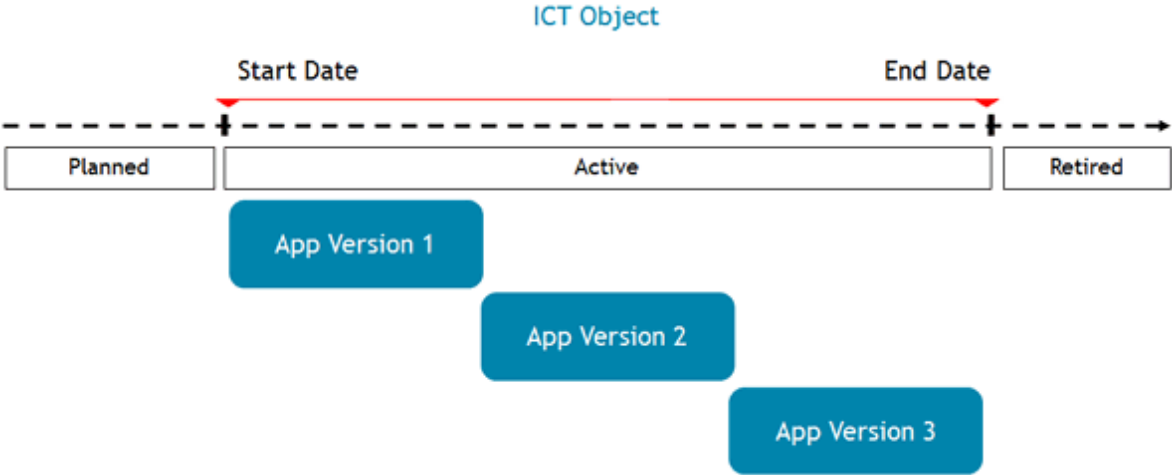 ICT Object
Start Date
End Date
Planned
Active
Retired
App Version 1
App Version 2
App Version 3